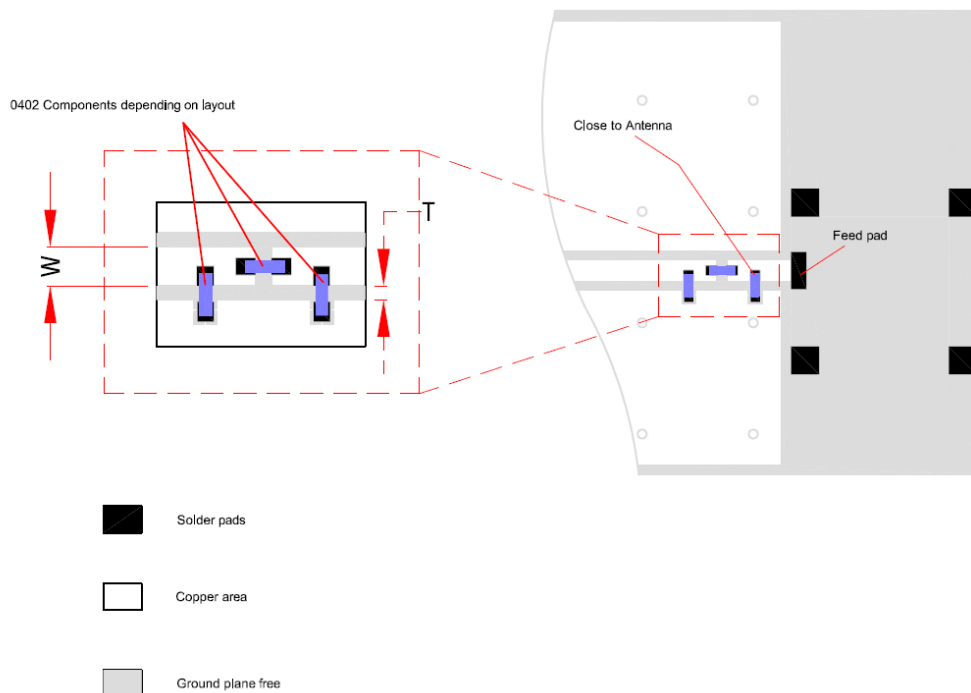 0402 Components depending on layout
Close to Antenna
T
W
Feed pad
Solder pads
Copper area
Ground plane free